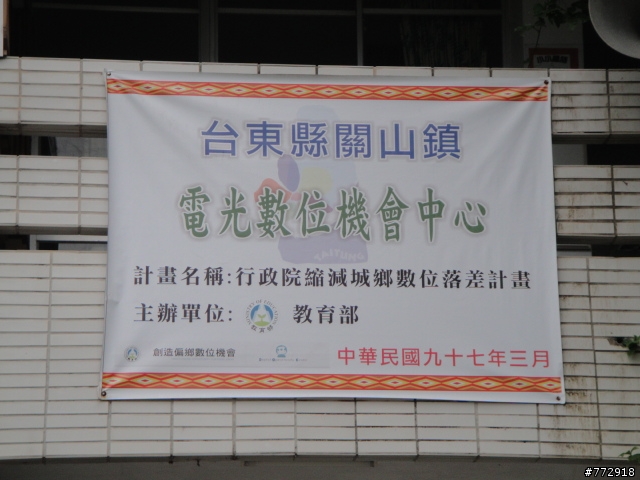 台東縣關山鎮
電光數位機會中心
計畫名稱:行政院縮減城鄉數位落差計畫
主辦單位: 教育部
創造偏鄉數位機會
中華民國九十七年三月
#772918